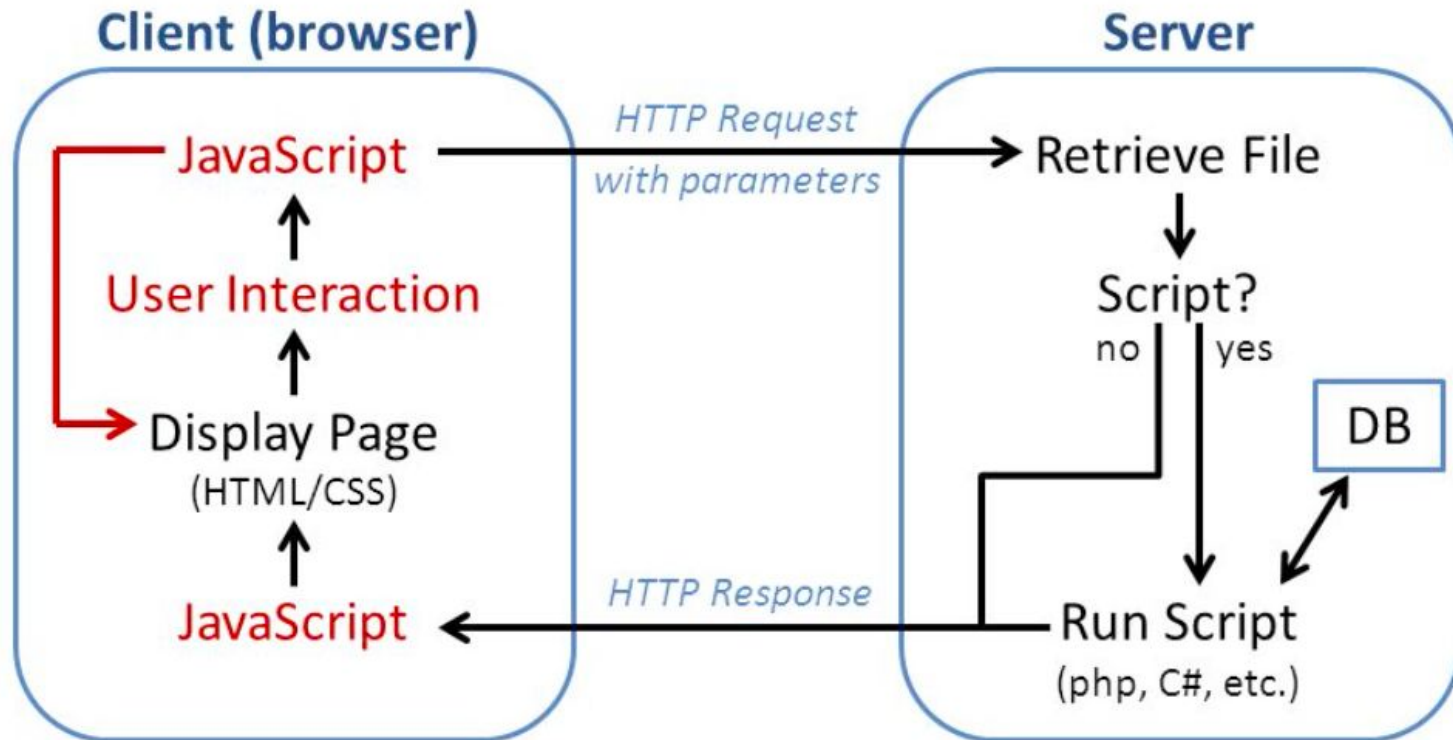 Client (browser)
Server
JavaScript
HTTP Request
with parameters
Retrieve File
User Interaction
Script?
no
yes
Display Page
(HTML/CSS)
DB
JavaScript
HTTP Response
Run Script
(php, C#, etc.)